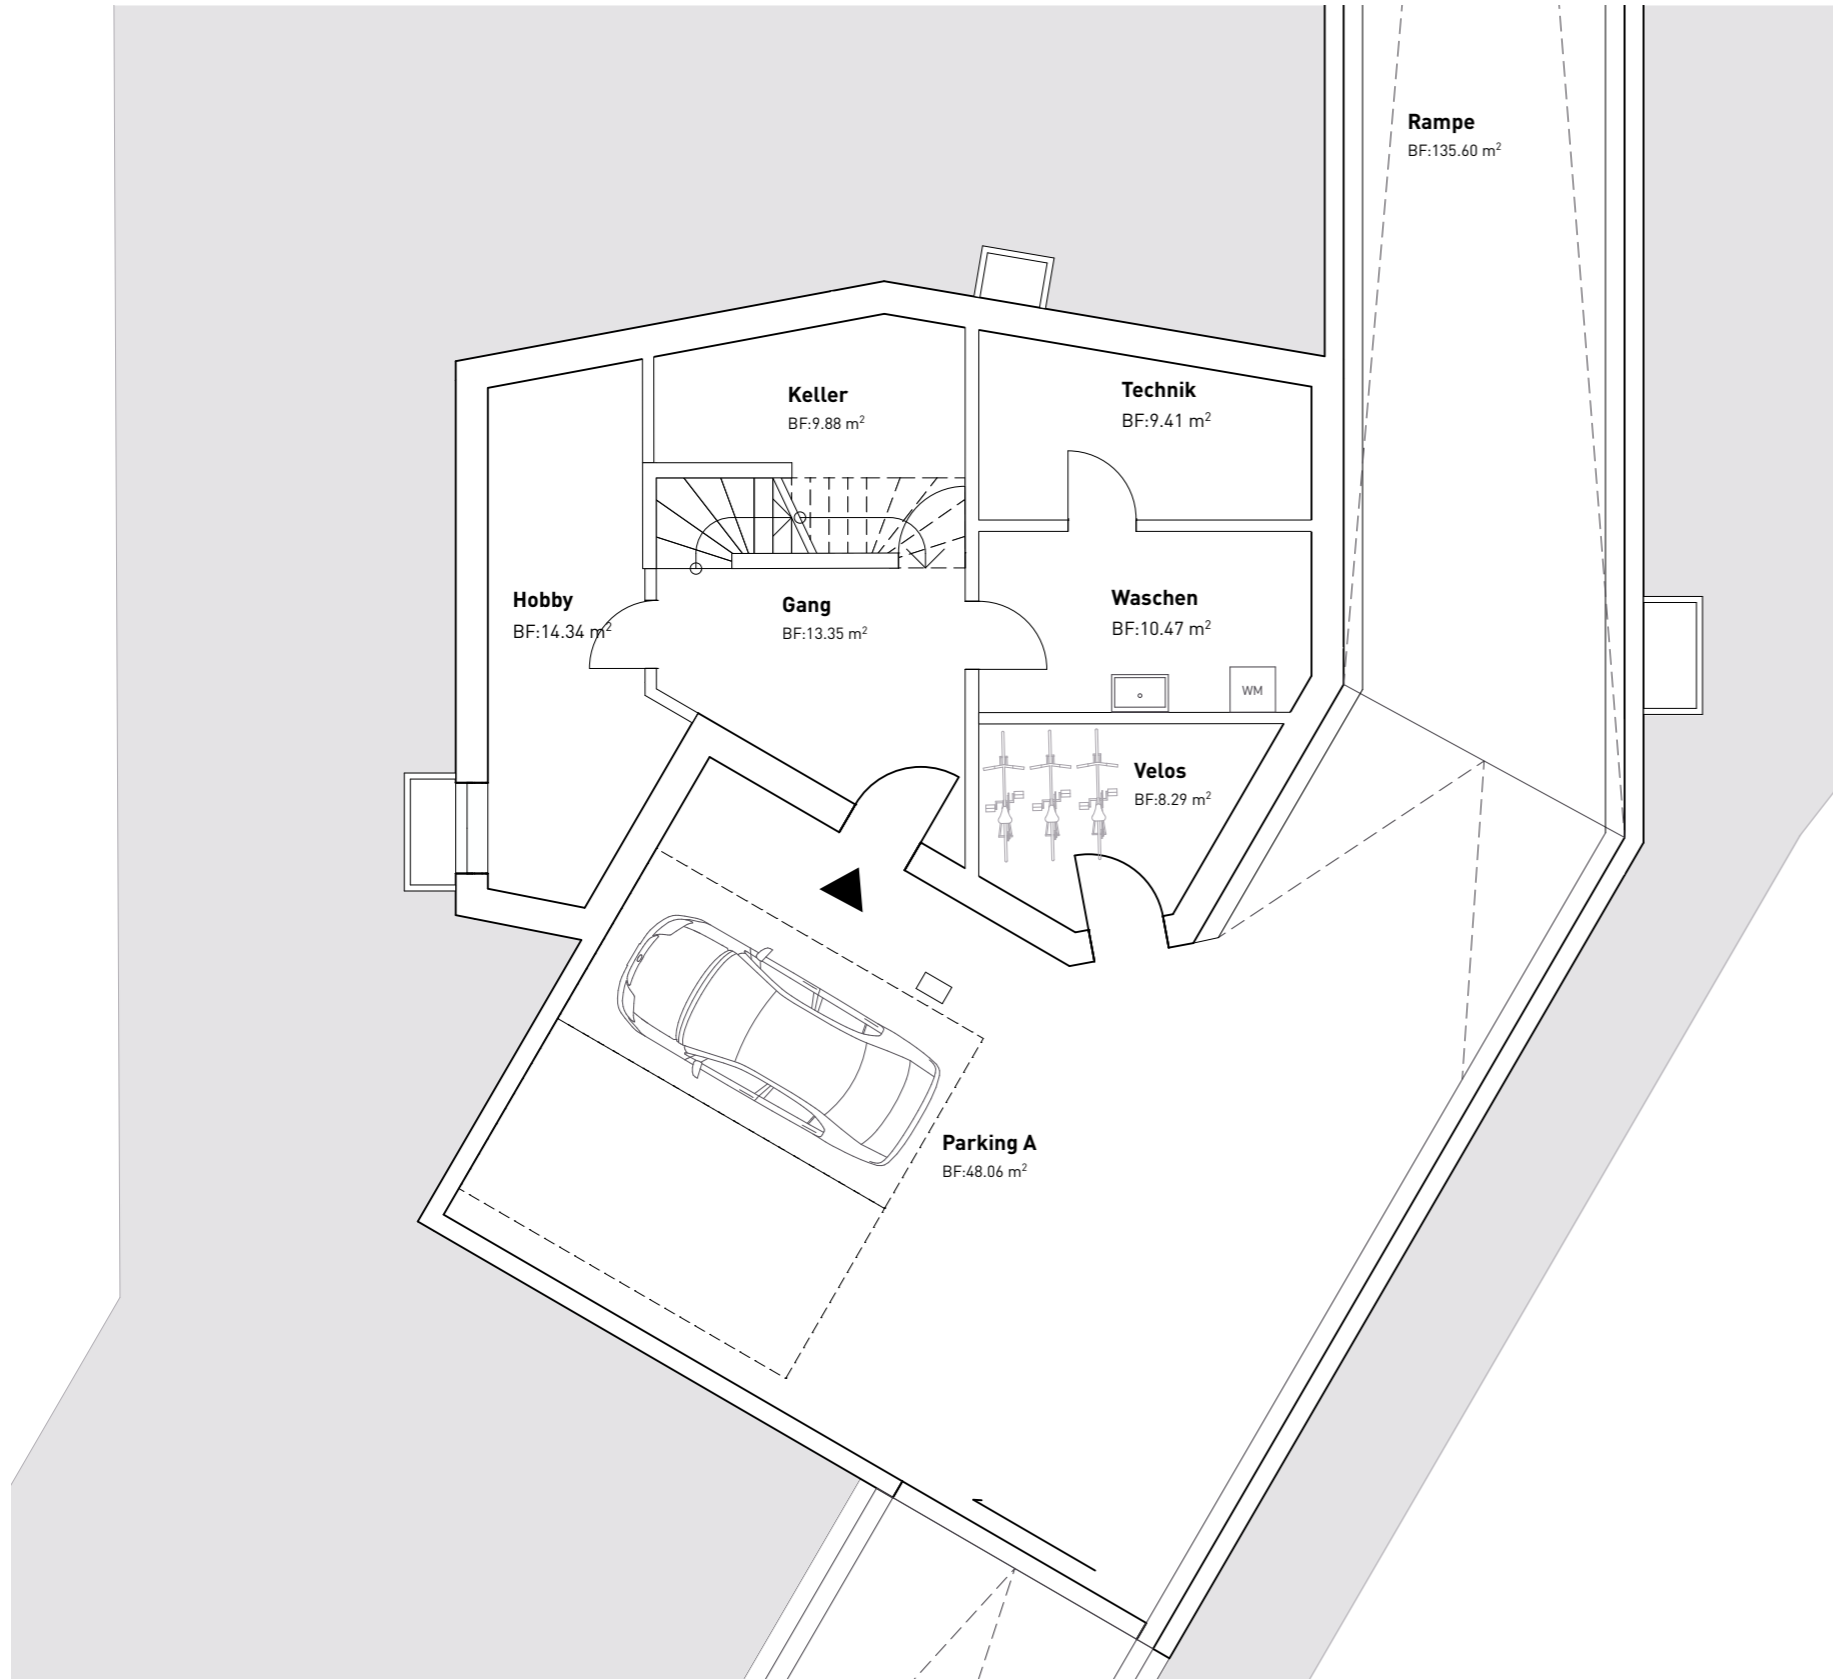 Rampe
BF:135.60 m²
Keller
BF:9.88 m²
Technik
BF:9.41 m²
Hobby
BF:14.34 m²
Gang
BF:13.35 m²
Waschen
BF:10.47 m²
WM
Velos
BF:8.29 m²
Parking A
BF:48.06 m²